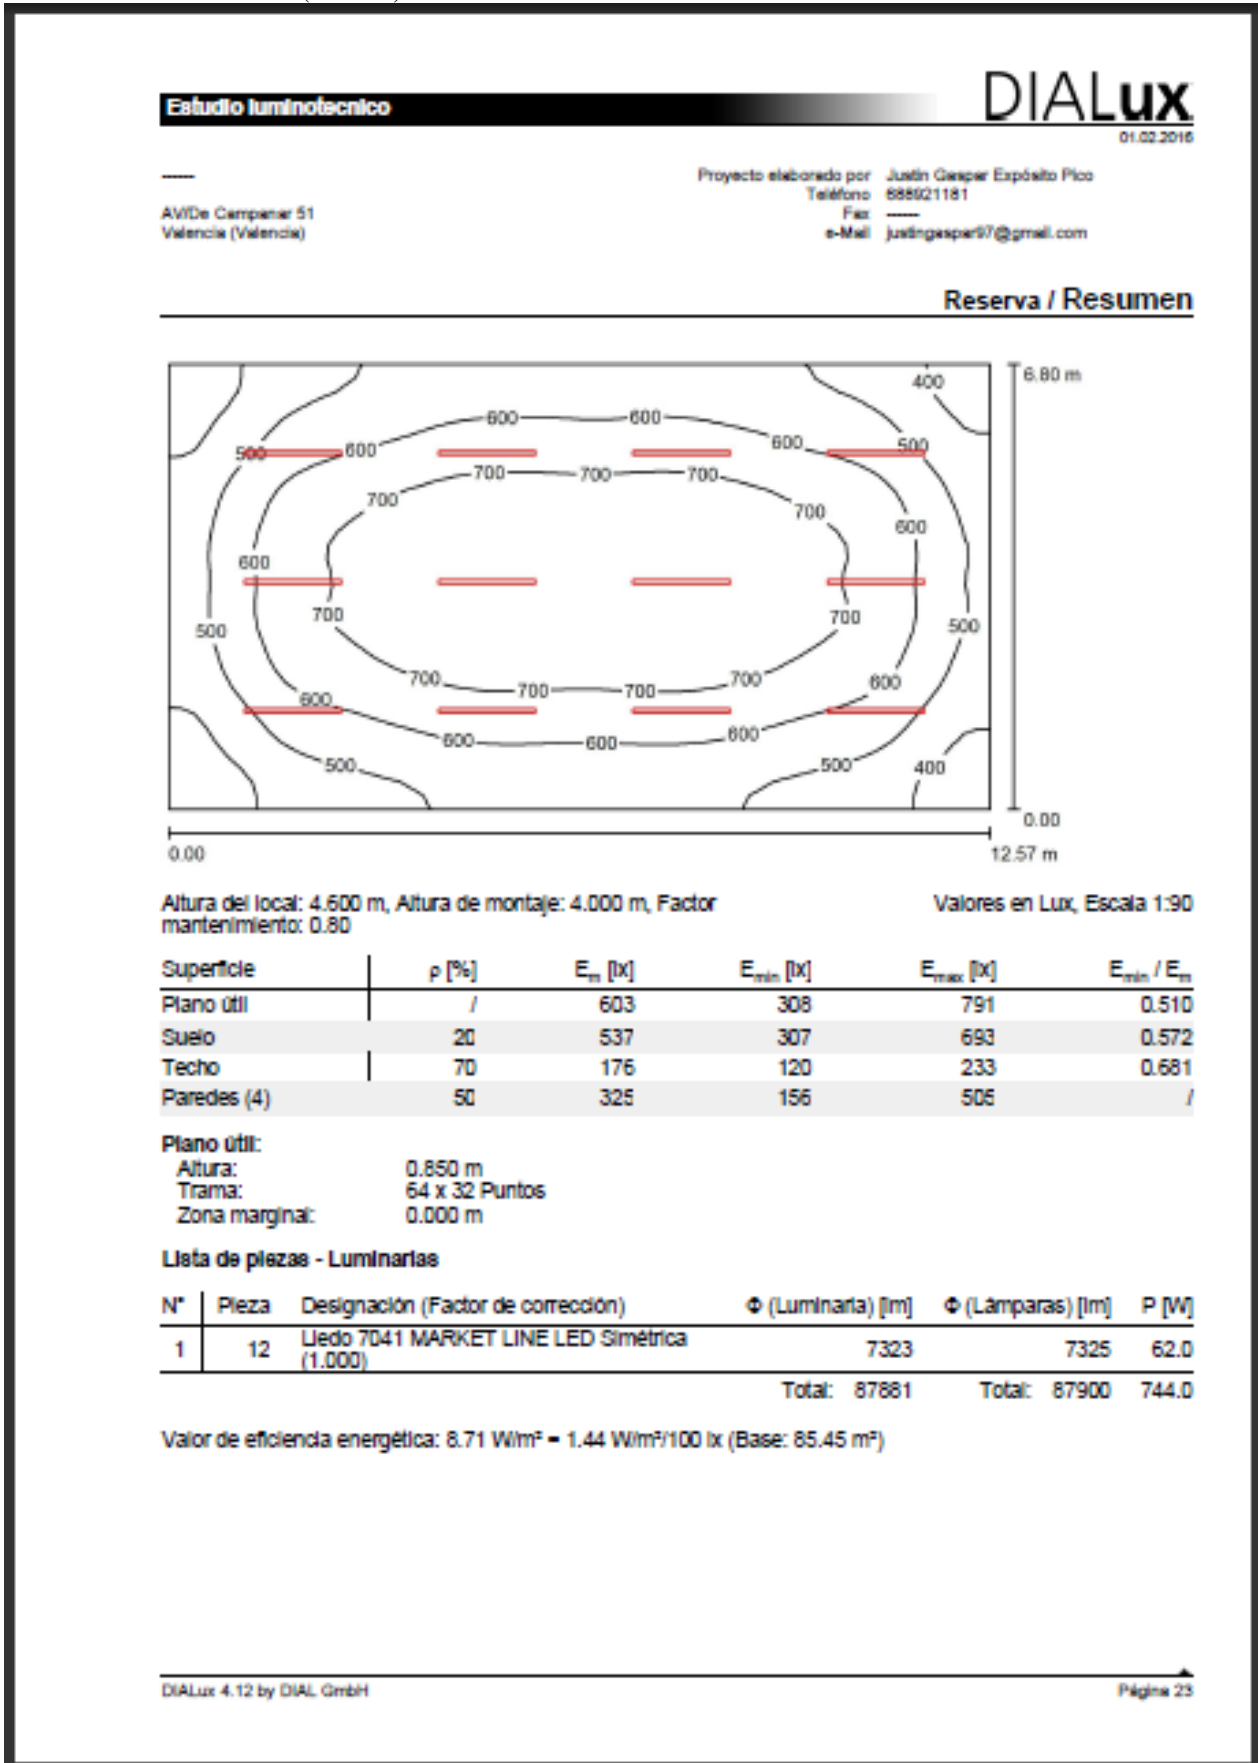 DIALux
Estudio luminotecnico
01.02.2016
------
Proyecto elaborado por Justin Gaspar Expósito Pico
Teléfono 688921181
AV/De Campanar 51
Fax ------
Valencia (Valencia)
e-Mail justingaspar97@gmail.com
Reserva / Resumen
6.80 m
400
600 600
600 500
500 600
700 700 700
700 700
600
600
700 700
500 500
700 700 700 700
600
600
600 600 600
500 500 400
0.00
0.00 12.57 m
Altura del local: 4.600 m, Altura de montaje: 4.000 m, Factor
mantenimiento: 0.80
Valores en Lux, Escala 1:90
Superficie ρ [%] Em [lx] Emin [lx] Emax [lx] Emin / Em
Plano útil / 603 308 791 0.510
Suelo 20 537 307 693 0.572
Techo 70 176 120 233 0.681
Paredes (4) 50 325 156 505 /
Plano útil:
Altura: 0.850 m
Trama: 64 x 32 Puntos
Zona marginal: 0.000 m
Lista de piezas - Luminarias
N° Pieza Designación (Factor de corrección) Φ (Luminaria) [lm] Φ (Lámparas) [lm] P [W]
1 12 Lledo 7041 MARKET LINE LED Simétrica
(1.000) 7323 7325 62.0
Total: 87881 Total: 87900 744.0
Valor de eficiencia energética: 8.71 W/m² = 1.44 W/m²/100 lx (Base: 85.45 m²)
DIALux 4.12 by DIAL GmbH
Página 23